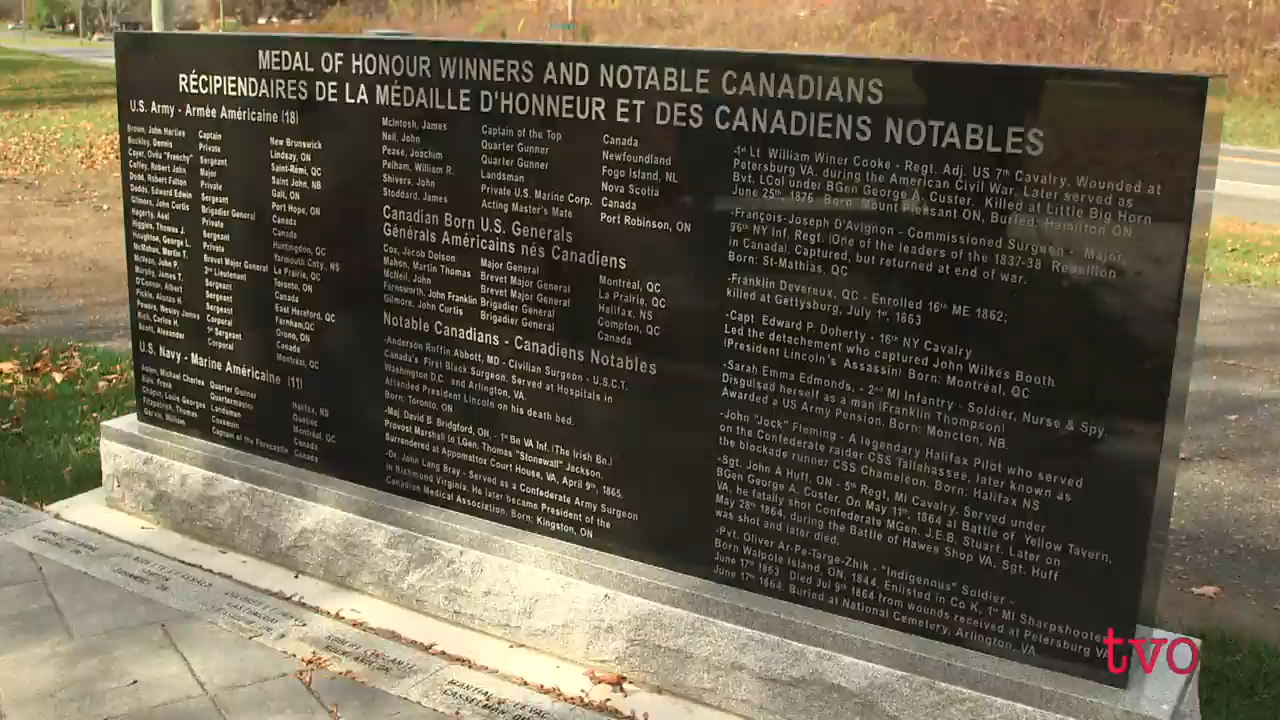 MEDAL OF HONOUR WINNERS AND NOTABLE CANADIANS
RÉCIPIENDAIRES DE LA MÉDAILLE D'HONNEUR ET DES CANADIENS NOTABLES
U.S. Army - Armée Américaine (18)
Brown, John Harties Captain New Brunswick
Buckley, Dennis Private Lindsay, ON
Cayer, Ovila "Frenchy" Sergeant Saint-Rémi, QC
Coffey, Robert John Major Saint John, NB
Dodd, Robert Fulton Private Galt, ON
Dodds, Edward Edwin Sergeant Port Hope, ON
Gilmore, John Curtis Brigadier General Canada
Hagerty, Asel Private Canada
Higgins, Thomas J. Sergeant Huntingdon, QC
Houghton, George L. Private Yarmouth Cnty, NS
McMahon, Martin T. Brevet Major General La Prairie, QC
McVean, John P. 2nd Lieutenant Toronto, ON
Murphy, James T. Sergeant Canada
O'Connor, Albert Sergeant East Hereford, QC
Pickle, Alonzo H. Sergeant Farnham,QC
Powers, Wesley James Corporal Orono, ON
Rich, Carlos H. 1st Sergeant Canada
Scott, Alexander Corporal Montréal, QC
U.S. Navy - Marine Américaine (11)
Asten, Michael Charles Quarter Gunner Halifax, NS
Bois, Frank Quartermaster Québec
Chaput, Louis Georges Landsman Montréal, QC
Fitzpatrick, Thomas Coxswain Canada
Garvin, William Captain of the Forecastle Canada
McIntosh, James Captain of the Top Canada
Neil, John Quarter Gunner Newfoundland
Pease, Joachim Quarter Gunner Fogo Island, NL
Pelham, William R. Landsman Nova Scotia
Shivers, John Private U.S. Marine Corp. Canada
Stoddard, James Acting Master's Mate Port Robinson, ON
Canadian Born U.S. Generals
Générals Américains nés Canadiens
Cox, Jacob Dolson Major General Montréal, QC
Mahon, Martin Thomas Brevet Major General La Prairie, QC
McNeil, John Brevet Major General Halifax, NS
Farnsworth, John Franklin Brigadier General Compton, QC
Gilmore, John Curtis Brigadier General Canada
Notable Canadians - Canadiens Notables
-Anderson Ruffin Abbott, MD - Civilian Surgeon - U.S.C.T.
Canada's First Black Surgeon. Served at Hospitals in
Washington D.C. and Arlington, VA.
Attended President Lincoln on his death bed.
Born: Toronto, ON
-Maj. David B. Bridgford, ON, - 1st Bn VA Inf. (The Irish Bn.)
Provost Marshall to LGen. Thomas "Stonewall" Jackson.
Surrendered at Appomattox Court House, VA, April 9th, 1865.
-Dr. John Lang Bray - Served as a Confederate Army Surgeon
in Richmond Virginia. He later became President of the
Canadian Medical Association. Born: Kingston, ON
-1st Lt. William Winer Cooke - Regt. Adj. US 7th Cavalry. Wounded at
Petersburg VA. during the American Civil War. Later served as
Bvt. LCol under BGen George A. Custer. Killed at Little Big Horn
June 25th, 1876. Born: Mount Pleasant ON, Buried: Hamilton ON
-François-Joseph D'Avignon - Commissioned Surgeon - Major,
96th NY Inf. Regt. (One of the leaders of the 1837-38 Rebellion
in Canada). Captured, but returned at end of war.
Born: St-Mathias, QC
-Franklin Devereux, QC - Enrolled 16th ME 1862;
killed at Gettysburg, July 1st, 1863
-Capt Edward P. Doherty - 16th NY Cavalry
Led the detachment who captured John Wilkes Booth
(President Lincoln's Assassin) Born: Montréal, QC
-Sarah Emma Edmonds, - 2nd MI Infantry - Soldier, Nurse & Spy,
Disguised herself as a man (Franklin Thompson)
Awarded a US Army Pension. Born: Moncton, NB.
-John "Jock" Fleming - A legendary Halifax Pilot who served
on the Confederate raider CSS Tallahassee, later known as
the blockade runner CSS Chameleon. Born: Halifax NS
-Sgt. John A Huff, ON - 5th Regt, MI Cavalry. Served under
BGen George A. Custer. On May 11th, 1864 at Battle of Yellow Tavern,
VA, he fatally shot Confederate MGen. J.E.B. Stuart. Later on
May 28th 1864, during the Battle of Hawes Shop VA, Sgt. Huff
was shot and later died.
-Pvt. Oliver Ar-Pe-Targe-Zhik - "Indigenous" Soldier -
Born Walpole Island, ON, 1844, Enlisted in Co K, 1st MI Sharpshooters
June 17th 1863. Died Jul 9th 1864 from wounds received at Petersburg VA
June 17th 1864. Buried at National Cemetery, Arlington, VA
CASSELMAN,
tvo